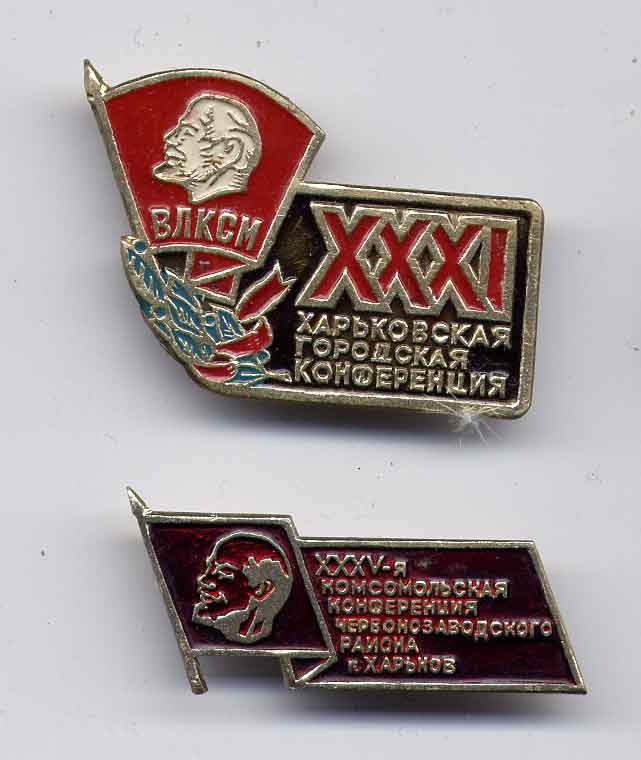 ВЛКСМ
XXXI
ХАРЬКОВСКАЯ
ГОРОДСКАЯ
КОНФЕРЕНЦИЯ
XXXV-я
КОМСОМОЛЬСКАЯ
КОНФЕРЕНЦИЯ
ЧЕРВОНОЗАВОДСКОГО
РАЙОНА
г. ХАРЬКОВ